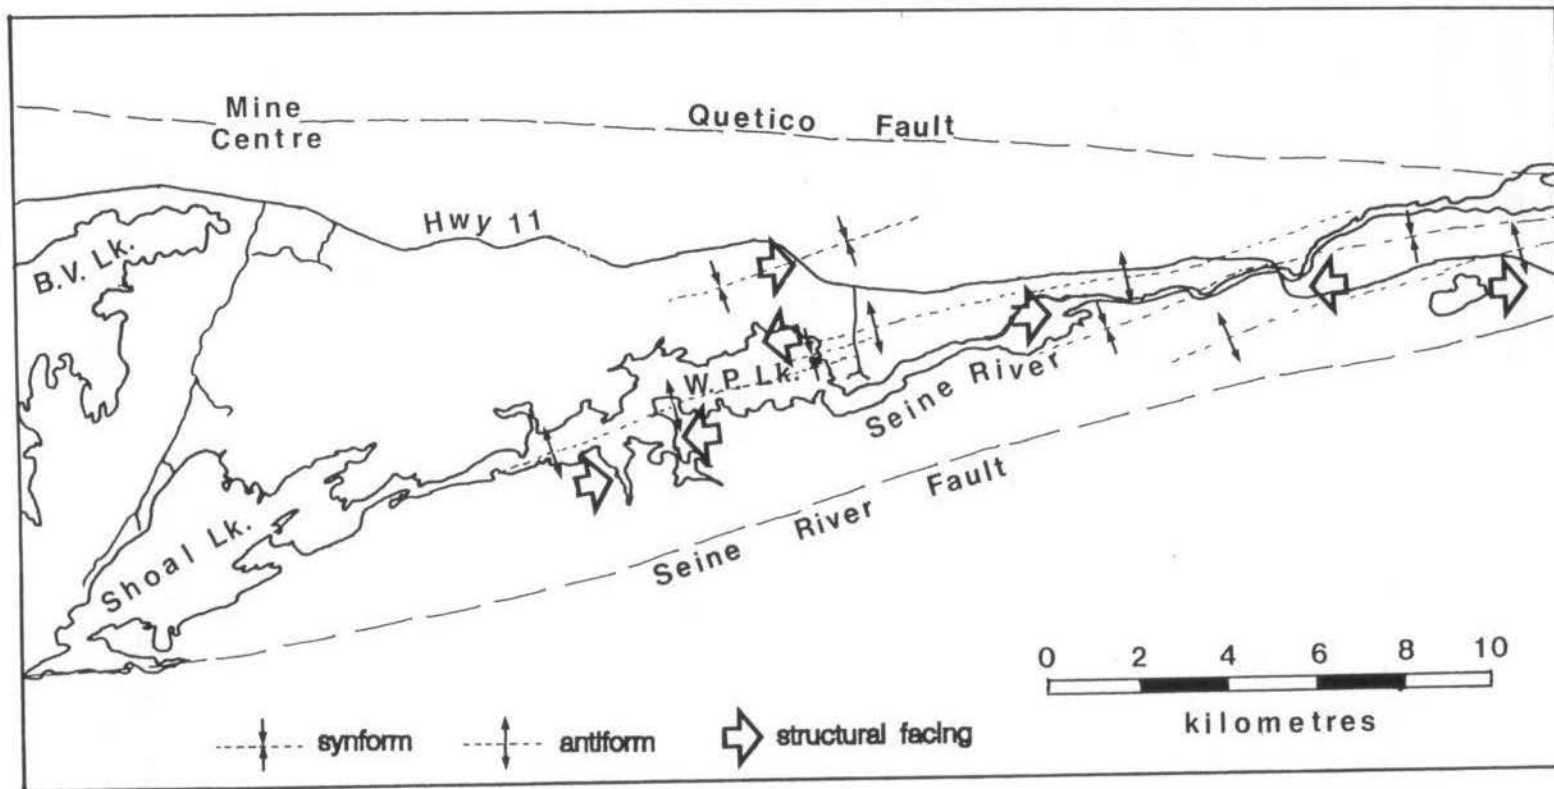 Mine
Centre
Quetico Fault
Hwy 11
B.V. Lk.
W.P. Lk.
Seine River
Shoal Lk.
Seine River Fault
0 2 4 6 8 10
kilometres
synform
antiform
structural facing